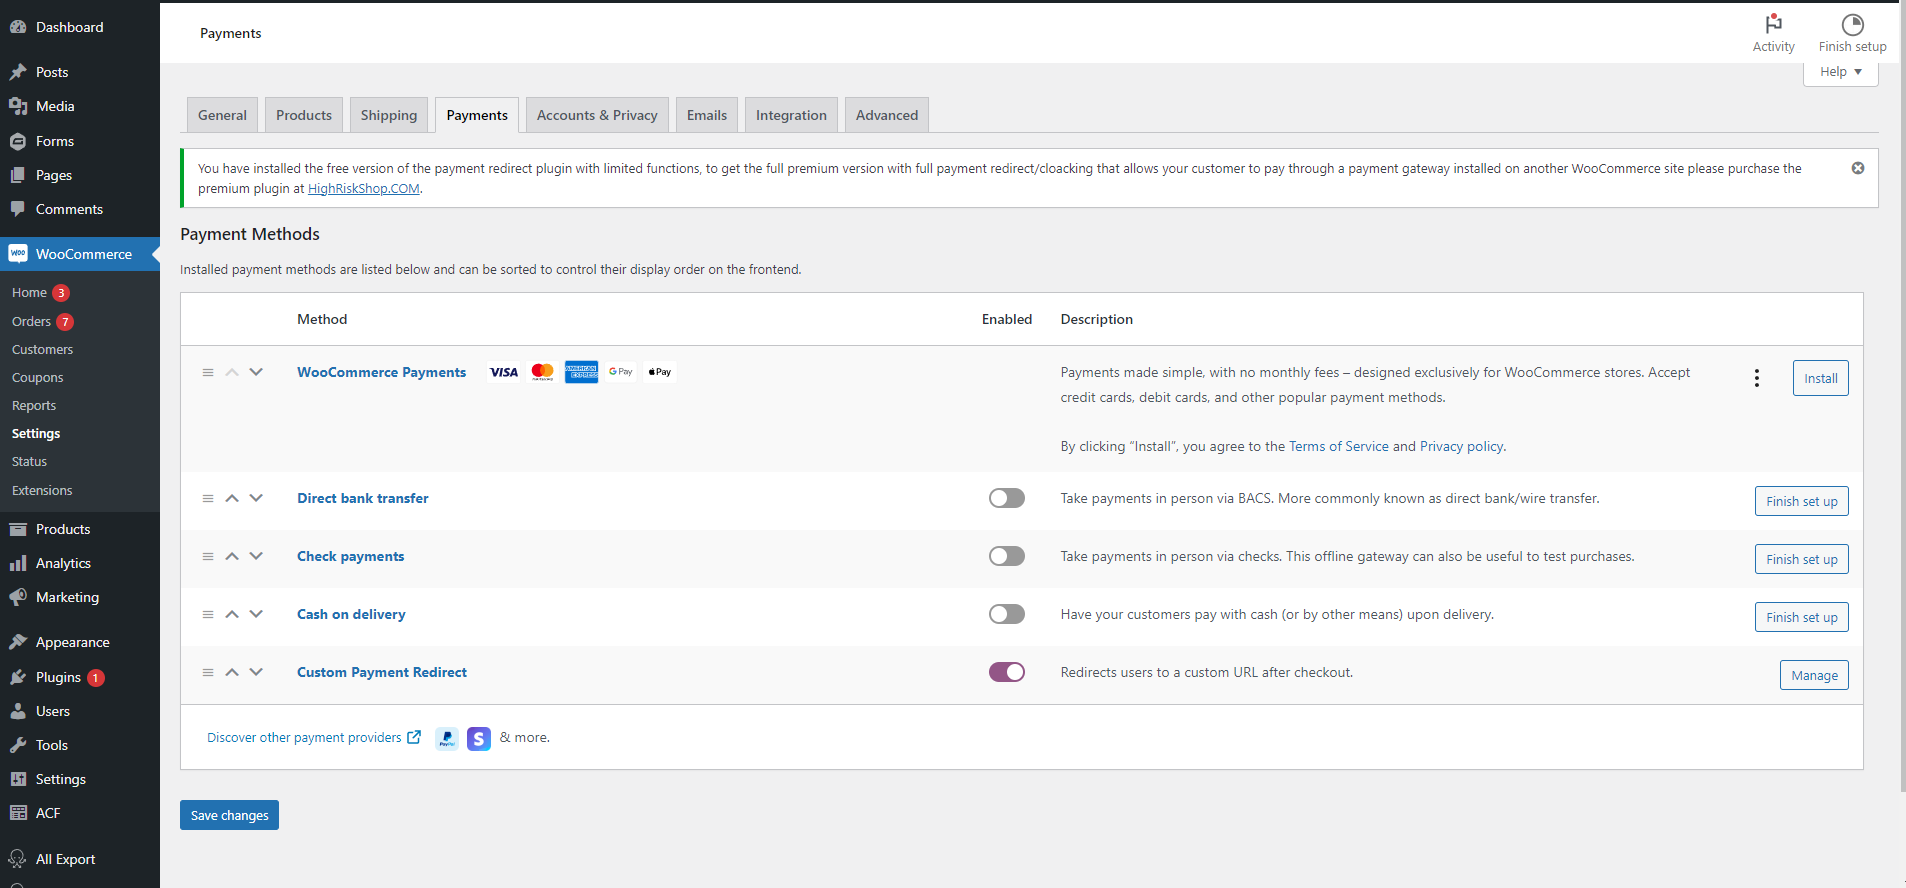 Dashboard
Posts
Media
Forms
Pages
Comments
WooCommerce
Home 3
Orders 7
Customers
Coupons
Reports
Settings
Status
Extensions
Products
Analytics
Marketing
Appearance
Plugins 1
Users
Tools
Settings
ACF
All Export
Payments
Activity
Finish setup
Help
General
Products
Shipping
Payments
Accounts & Privacy
Emails
Integration
Advanced
You have installed the free version of the payment redirect plugin with limited functions, to get the full premium version with full payment redirect/cloacking that allows your customer to pay through a payment gateway installed on another WooCommerce site please purchase the
premium plugin at HighRiskShop.COM.
Payment Methods
Installed payment methods are listed below and can be sorted to control their display order on the frontend.
Method Enabled Description
WooCommerce Payments VISA mastercard AMERICAN EXPRESS G Pay Pay
Payments made simple, with no monthly fees – designed exclusively for WooCommerce stores. Accept
credit cards, debit cards, and other popular payment methods.
By clicking “Install”, you agree to the Terms of Service and Privacy policy.
Install
Direct bank transfer
Take payments in person via BACS. More commonly known as direct bank/wire transfer.
Finish set up
Check payments
Take payments in person via checks. This offline gateway can also be useful to test purchases.
Finish set up
Cash on delivery
Have your customers pay with cash (or by other means) upon delivery.
Finish set up
Custom Payment Redirect
Redirects users to a custom URL after checkout.
Manage
Discover other payment providers PayPal S & more.
Save changes